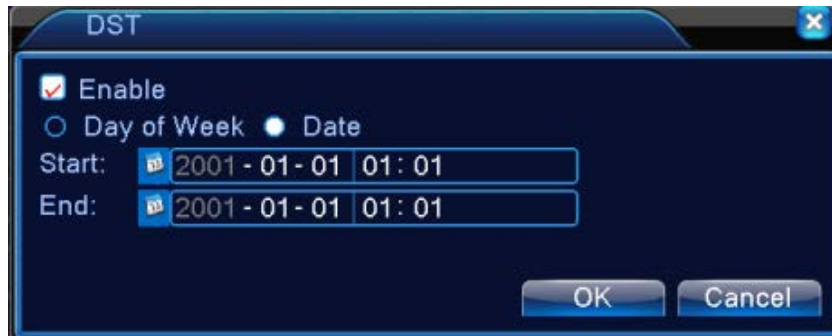 DST
Enable
Day of Week Date
Start: 2001-01-01 01:01
End: 2001-01-01 01:01
OK Cancel